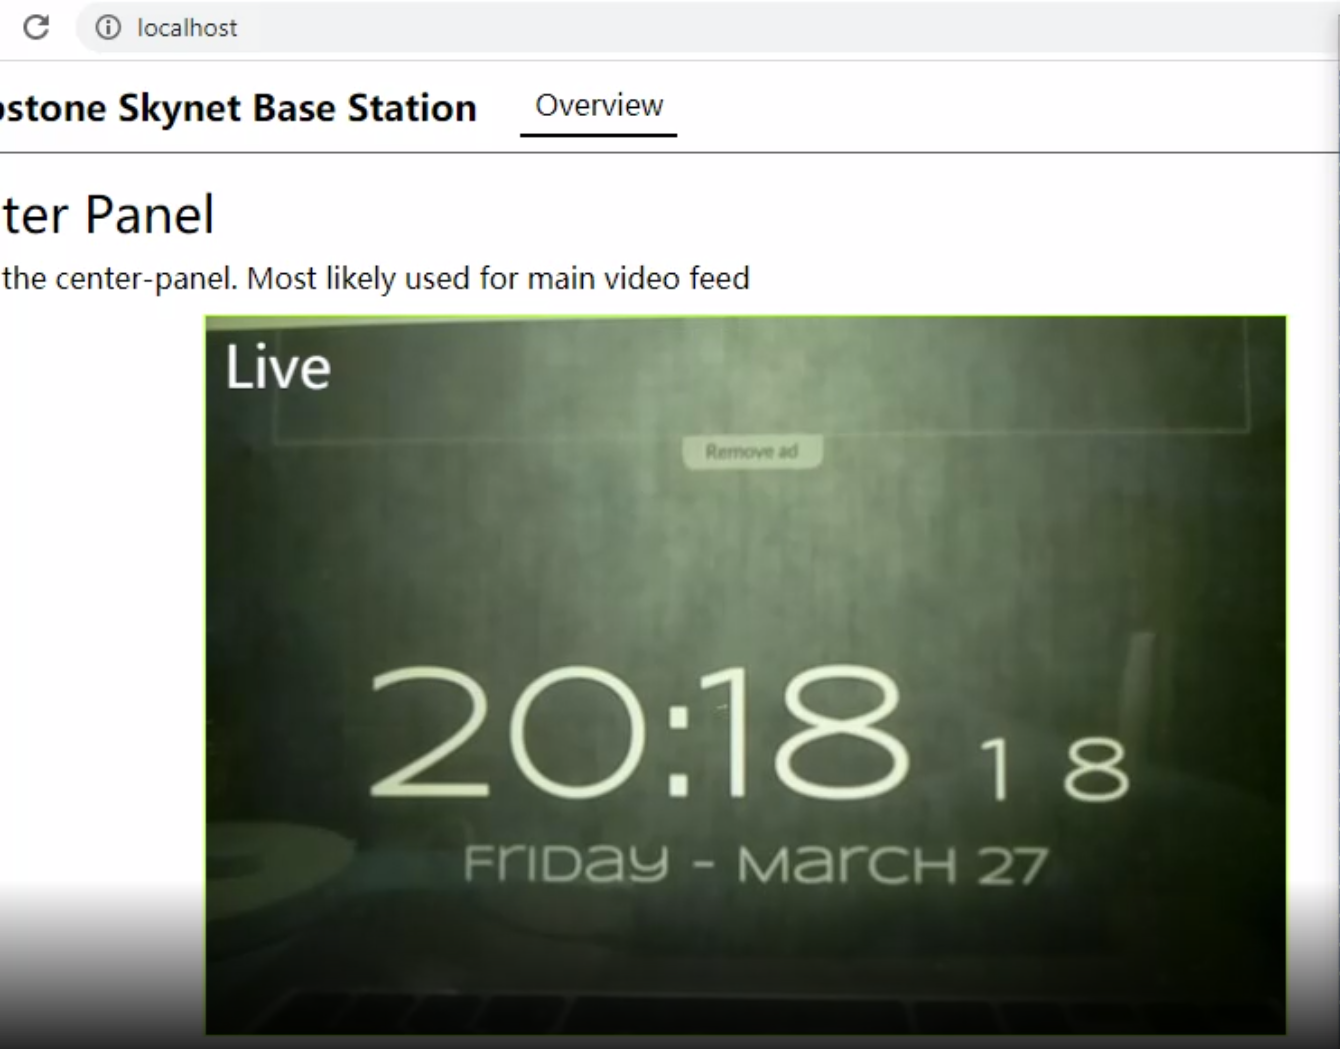 localhost
pstone Skynet Base Station Overview
ter Panel
the center-panel. Most likely used for main video feed
Live
Remove ad
20:18 18
Friday - March 27